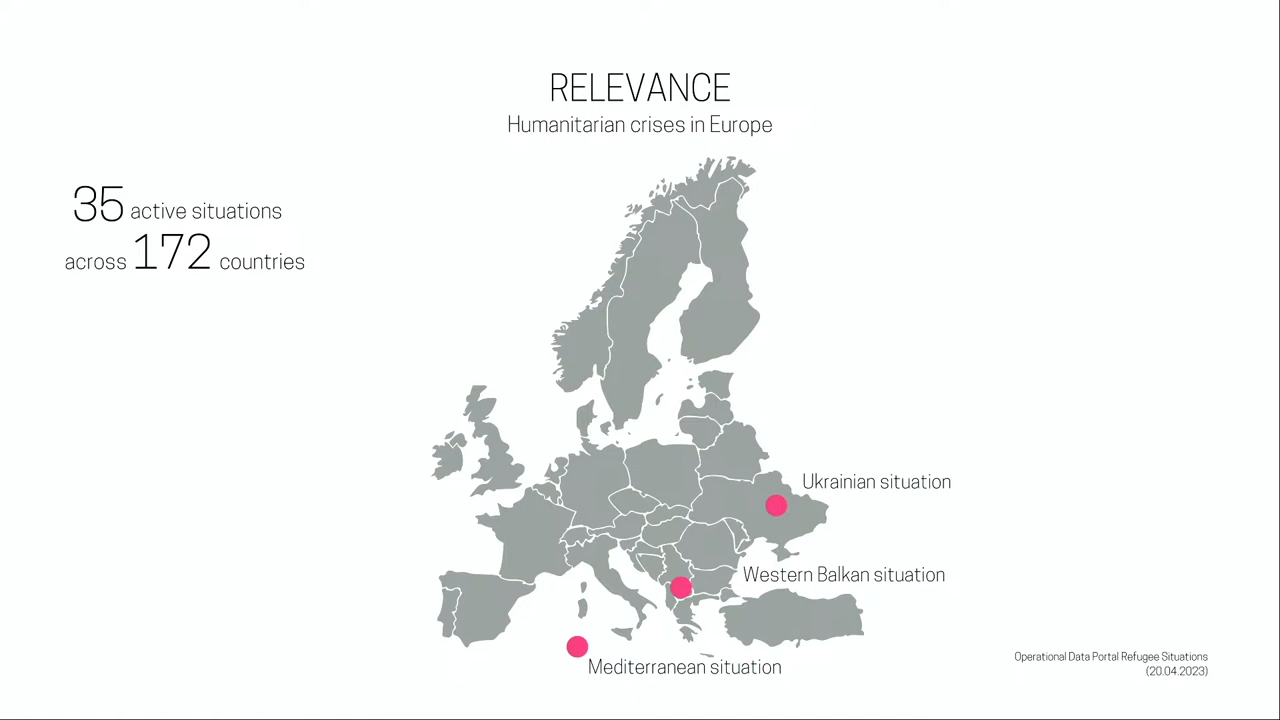 RELEVANCE
Humanitarian crises in Europe
35 active situations
across 172 countries
Ukrainian situation
Western Balkan situation
Mediterranean situation
Operational Data Portal Refugee Situations
(20.04.2023)